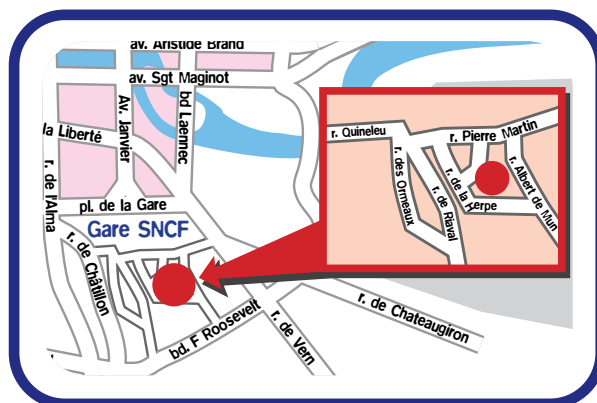 av. Aristide Briand
av. Sgt Maginot
bd Laennec
Av. Janvier
la Liberté
r. de l'Alma
pl. de la Gare
Gare SNCF
r. de Châtillon
bd. F Roosevelt
r. de Vern
r. de Chateaugiron
r. Quineleu
r. Pierre Martin
r. des Ormeaux
r. de Riaval
r. de la Herpe
r. Albert de Mun